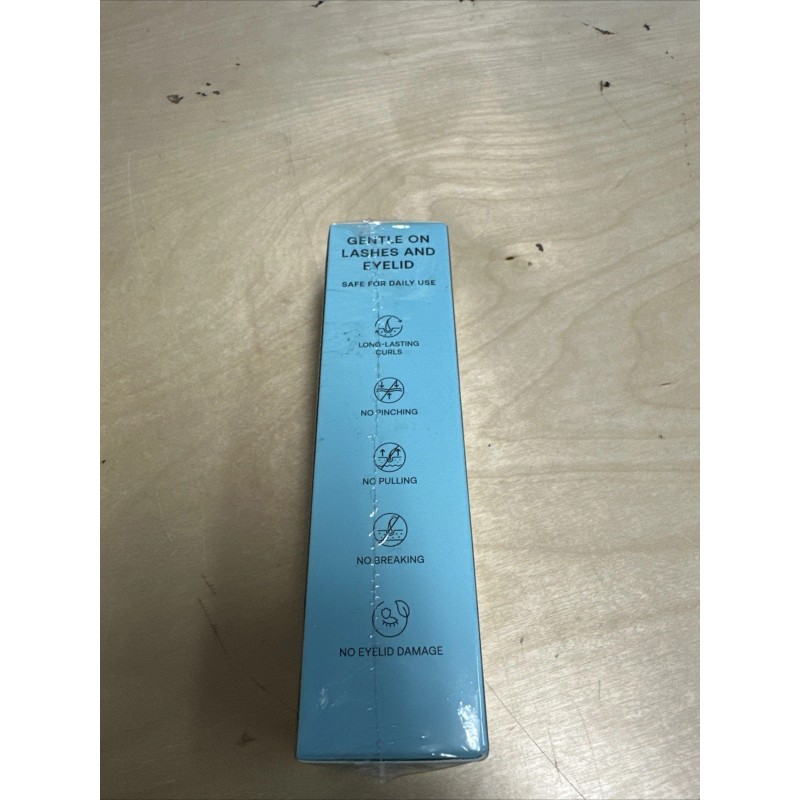 GENTLE ON
LASHES AND
EYELID
SAFE FOR DAILY USE
LONG-LASTING
CURLS
NO PINCHING
NO PULLING
NO BREAKING
NO EYELID DAMAGE